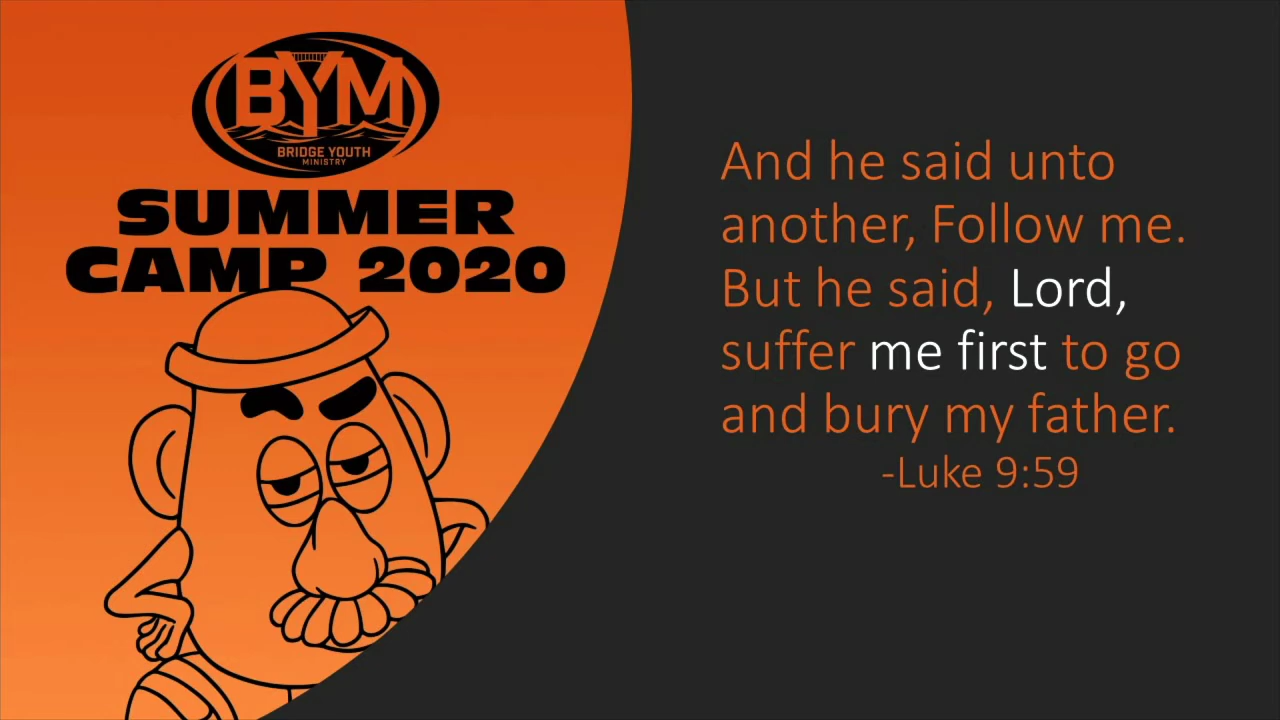 BYM
BRIDGE YOUTH
MINISTRY
SUMMER
CAMP 2020
And he said unto
another, Follow me.
But he said, Lord,
suffer me first to go
and bury my father.
-Luke 9:59